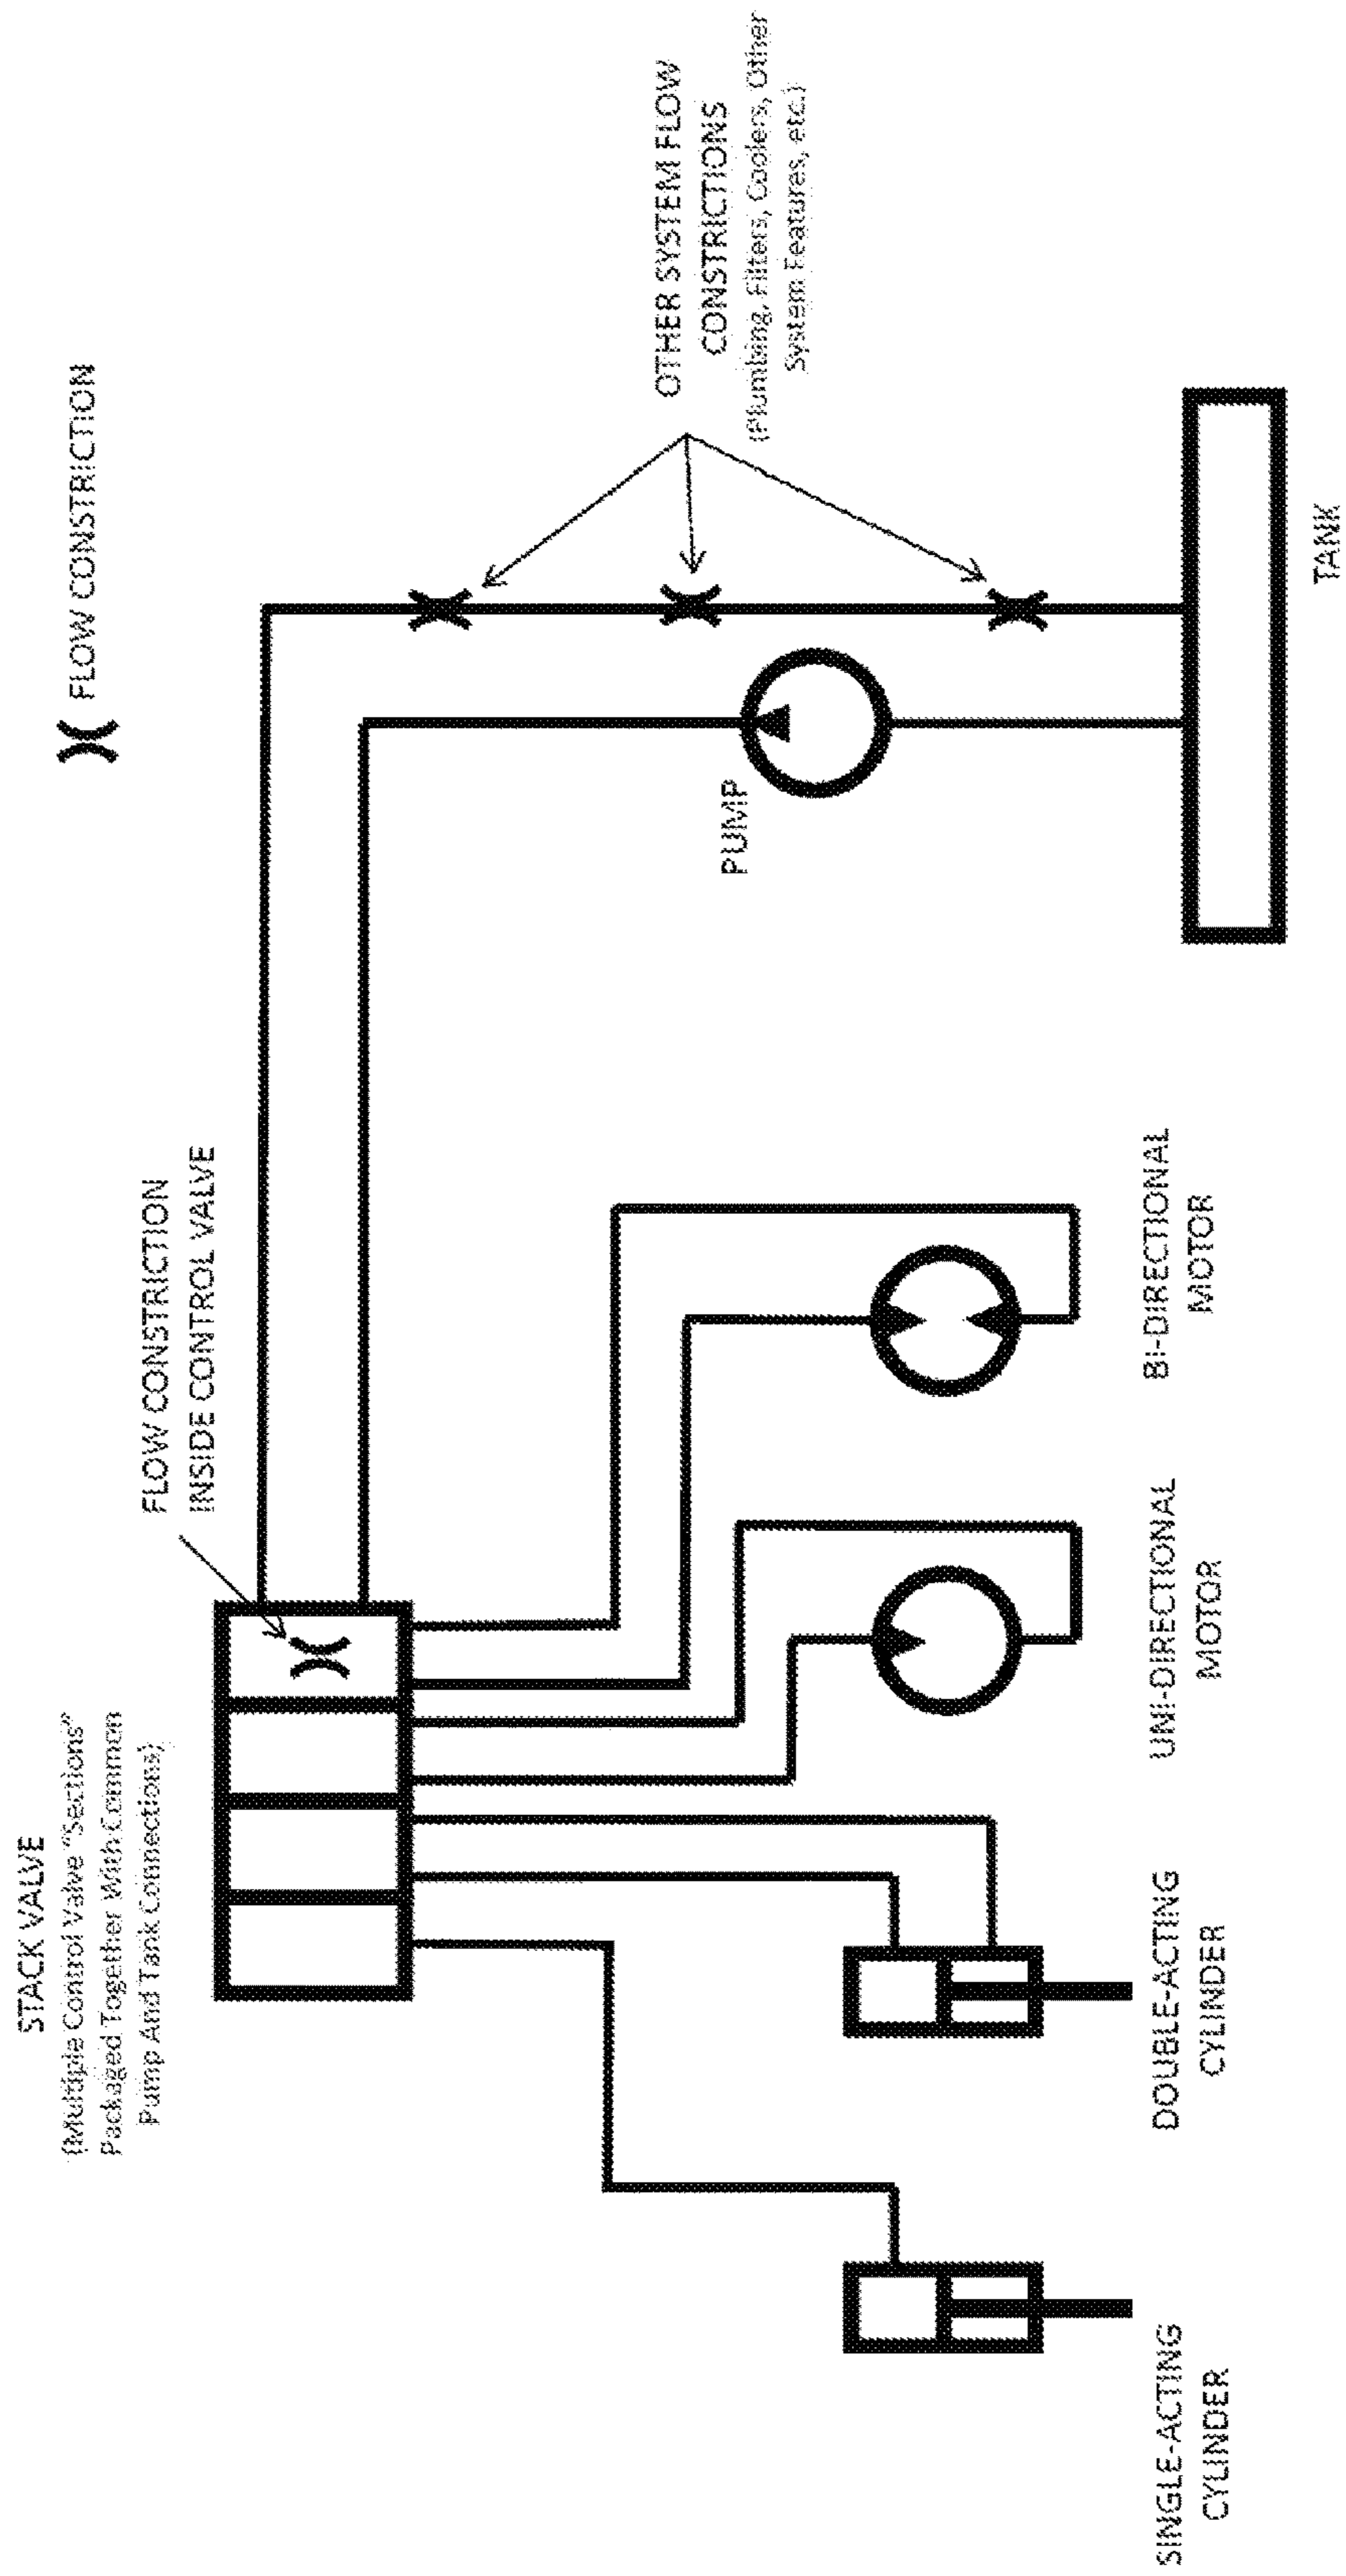 STACK VALVE
(Multiple Control Valve "Sections"
Packaged Together With Common
Pump And Tank Connections)
FLOW CONSTRICTION
INSIDE CONTROL VALVE
FLOW CONSTRICTION
OTHER SYSTEM FLOW
CONSTRICTIONS
(Plumbing, Filters, Coolers, Other
System Features, etc.)
PUMP
SINGLE-ACTING
CYLINDER
DOUBLE-ACTING
CYLINDER
UNI-DIRECTIONAL
MOTOR
BI-DIRECTIONAL
MOTOR
TANK